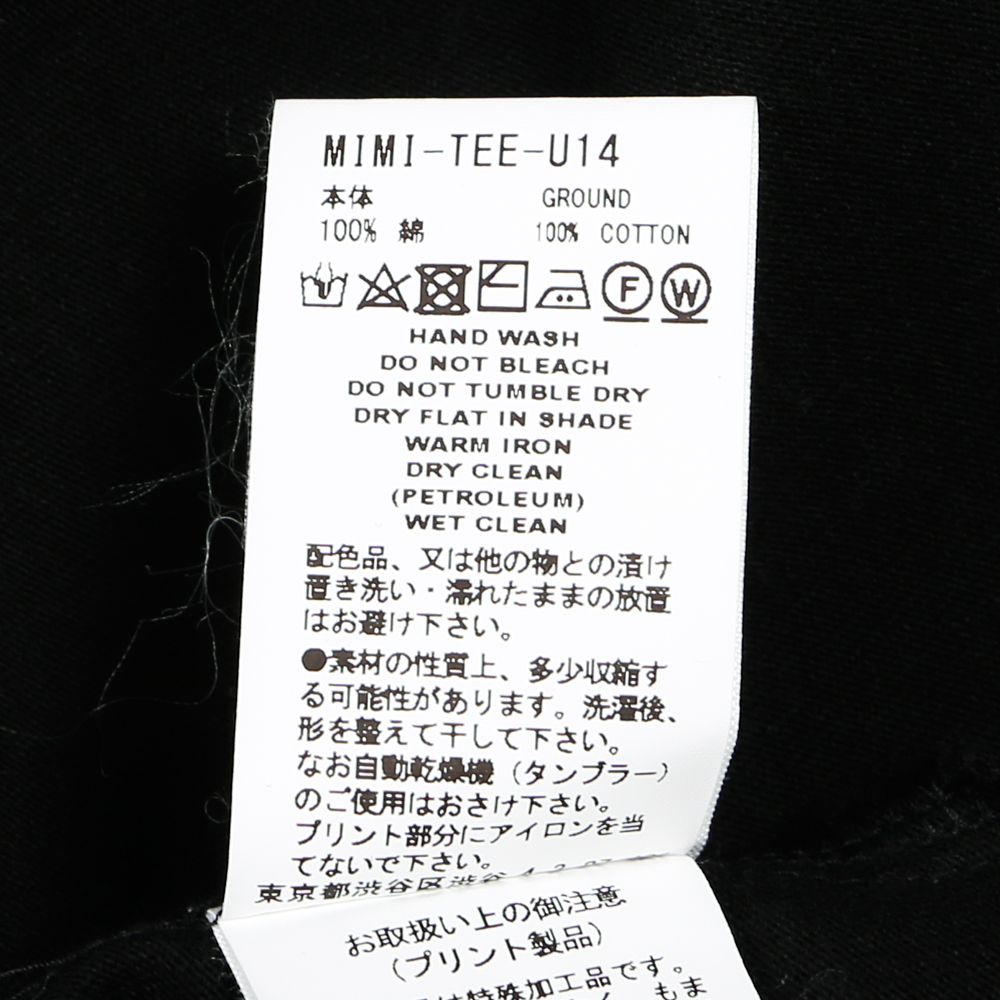 MIMI-TEE-U14
本体 GROUND
100% 綿 100% COTTON
F W
HAND WASH
DO NOT BLEACH
DO NOT TUMBLE DRY
DRY FLAT IN SHADE
WARM IRON
DRY CLEAN
(PETROLEUM)
WET CLEAN
配色品、又は他の物との漬け
置き洗い・濡れたままの放置
はお避け下さい。
●素材の性質上、多少収縮す
る可能性があります。洗濯後、
形を整えて干して下さい。
なお自動乾燥機(タンブラー)
のご使用はおさけ下さい。
プリント部分にアイロンを当
てないで下さい。
東京都渋谷区渋谷
お取扱い上の御注意
(プリント製品)
は特殊加工品です。